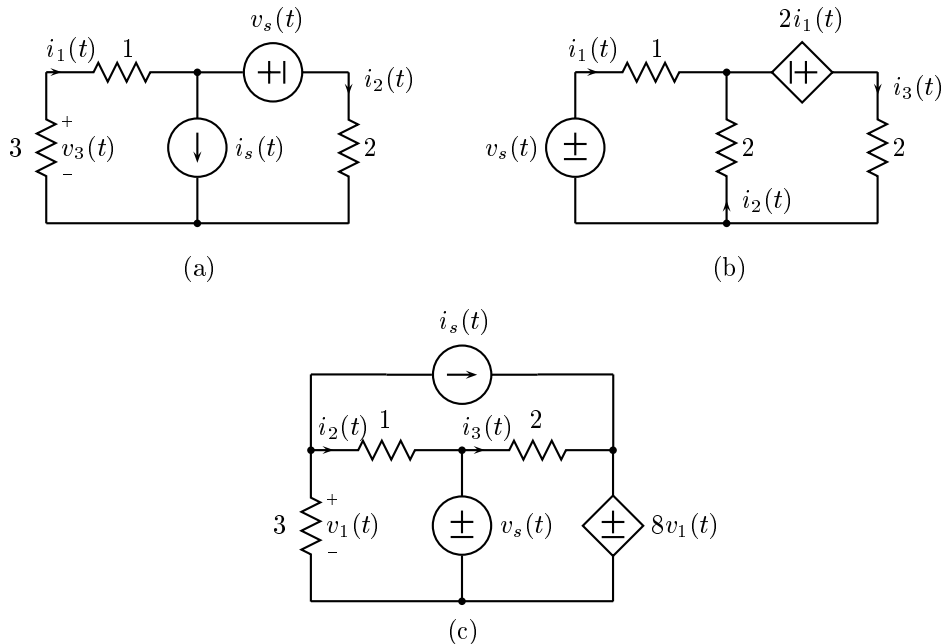 v_s(t)
2i_1(t)
i_1(t) 1
i_2(t)
i_1(t) 1
i_3(t)
3 + v_3(t) −
i_s(t)
2
v_s(t)
2
2
i_2(t)
(a)
(b)
i_s(t)
i_2(t) 1 i_3(t) 2
3 + v_1(t) −
v_s(t)
8v_1(t)
(c)